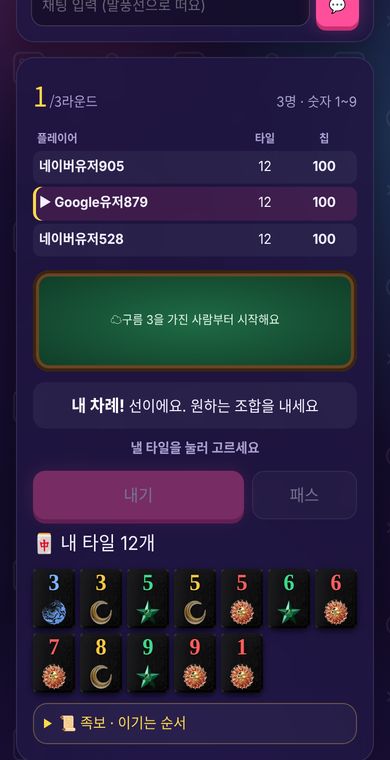 채팅 입력 (말풍선으로 떠요)
1/3라운드 3명 · 숫자 1~9
플레이어 타일 칩
네이버유저905 12 100
▶ Google유저879 12 100
네이버유저528 12 100
☁구름 3을 가진 사람부터 시작해요
내 차례! 선이에요. 원하는 조합을 내세요
낼 타일을 눌러 고르세요
내기 패스
🀄 내 타일 12개
3 3 5 5 5 6 6
7 8 9 9 1
▶ 📜 족보 · 이기는 순서